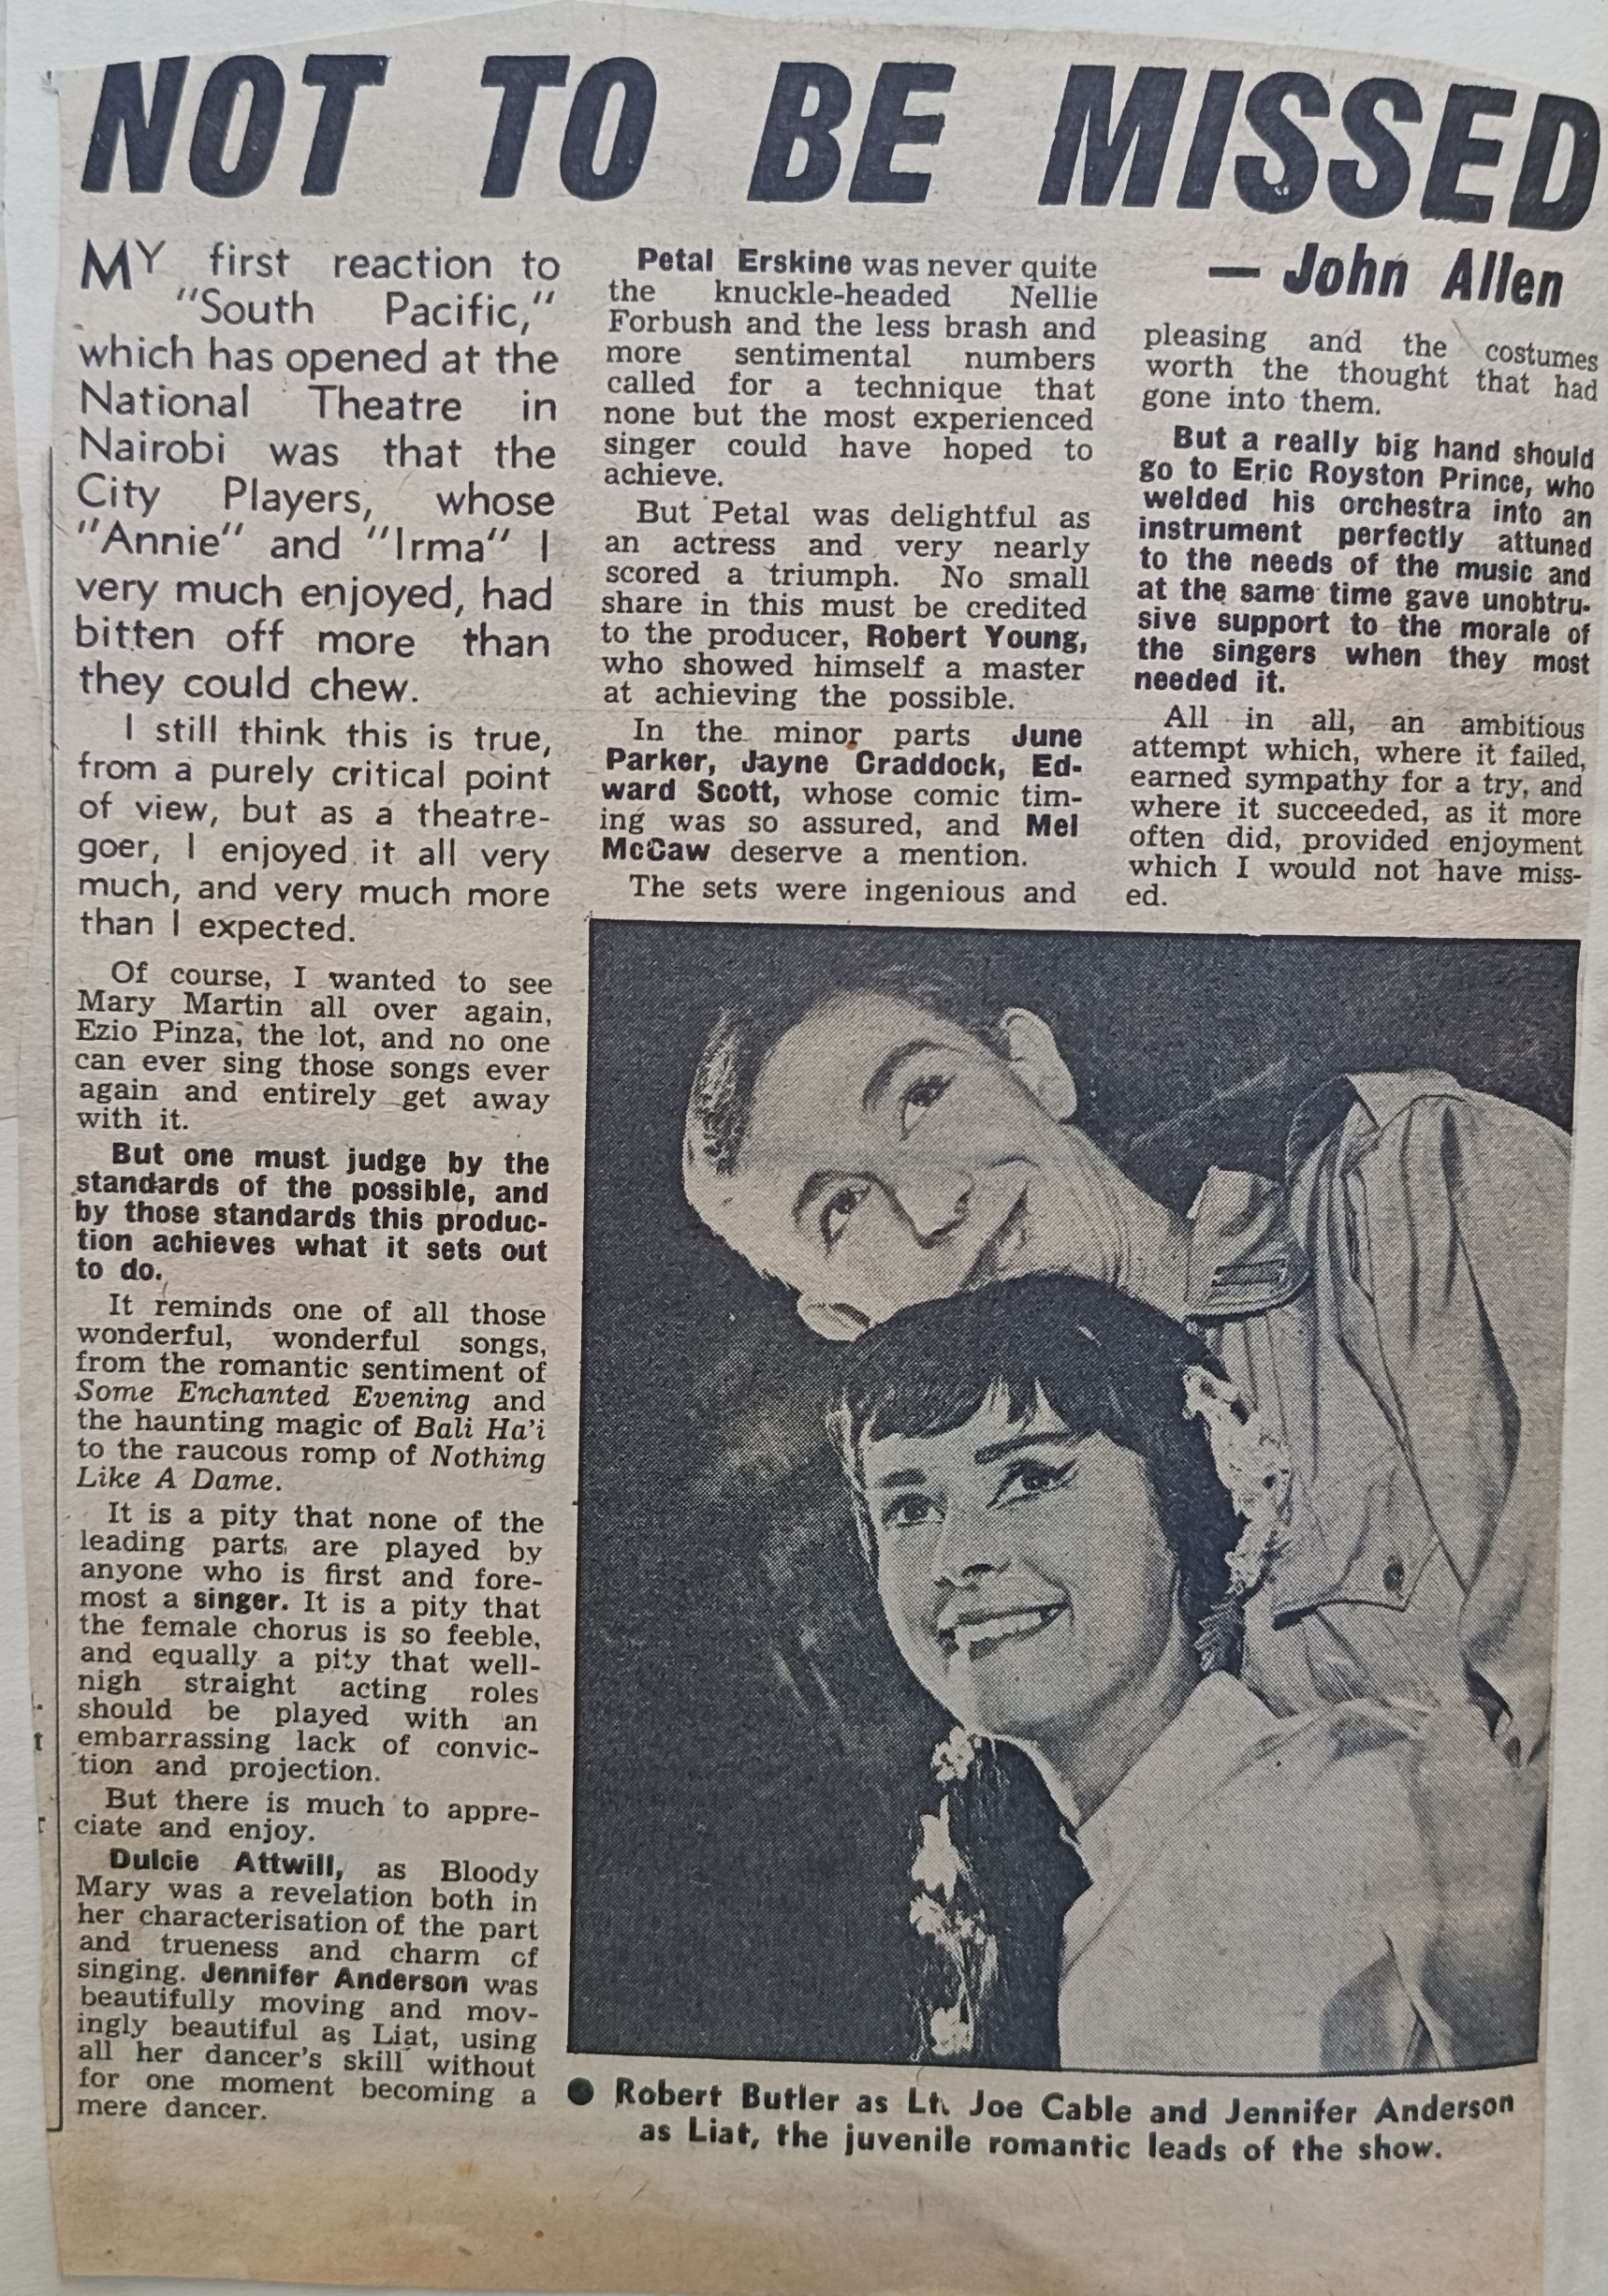 NOT TO BE MISSED
— John Allen
MY first reaction to
"South Pacific,"
which has opened at the
National Theatre in
Nairobi was that the
City Players, whose
"Annie" and "Irma" I
very much enjoyed, had
bitten off more than
they could chew.
I still think this is true,
from a purely critical point
of view, but as a theatre-
goer, I enjoyed it all very
much, and very much more
than I expected.
Of course, I wanted to see
Mary Martin all over again,
Ezio Pinza, the lot, and no one
can ever sing those songs ever
again and entirely get away
with it.
But one must judge by the
standards of the possible, and
by those standards this produc-
tion achieves what it sets out
to do.
It reminds one of all those
wonderful, wonderful songs,
from the romantic sentiment of
Some Enchanted Evening and
the haunting magic of Bali Ha'i
to the raucous romp of Nothing
Like A Dame.
It is a pity that none of the
leading parts are played by
anyone who is first and fore-
most a singer. It is a pity that
the female chorus is so feeble,
and equally a pity that well-
nigh straight acting roles
should be played with an
embarrassing lack of convic-
tion and projection.
But there is much to appre-
ciate and enjoy.
Dulcie Attwill, as Bloody
Mary was a revelation both in
her characterisation of the part
and trueness and charm of
singing. Jennifer Anderson was
beautifully moving and mov-
ingly beautiful as Liat, using
all her dancer's skill without
for one moment becoming a
mere dancer.
Petal Erskine was never quite
the knuckle-headed Nellie
Forbush and the less brash and
more sentimental numbers
called for a technique that
none but the most experienced
singer could have hoped to
achieve.
But Petal was delightful as
an actress and very nearly
scored a triumph. No small
share in this must be credited
to the producer, Robert Young,
who showed himself a master
at achieving the possible.
In the minor parts June
Parker, Jayne Craddock, Ed-
ward Scott, whose comic tim-
ing was so assured, and Mel
McCaw deserve a mention.
The sets were ingenious and
pleasing and the costumes
worth the thought that had
gone into them.
But a really big hand should
go to Eric Royston Prince, who
welded his orchestra into an
instrument perfectly attuned
to the needs of the music and
at the same time gave unobtru-
sive support to the morale of
the singers when they most
needed it.
All in all, an ambitious
attempt which, where it failed,
earned sympathy for a try, and
where it succeeded, as it more
often did, provided enjoyment
which I would not have miss-
ed.
● Robert Butler as Lt. Joe Cable and Jennifer Anderson
as Liat, the juvenile romantic leads of the show.